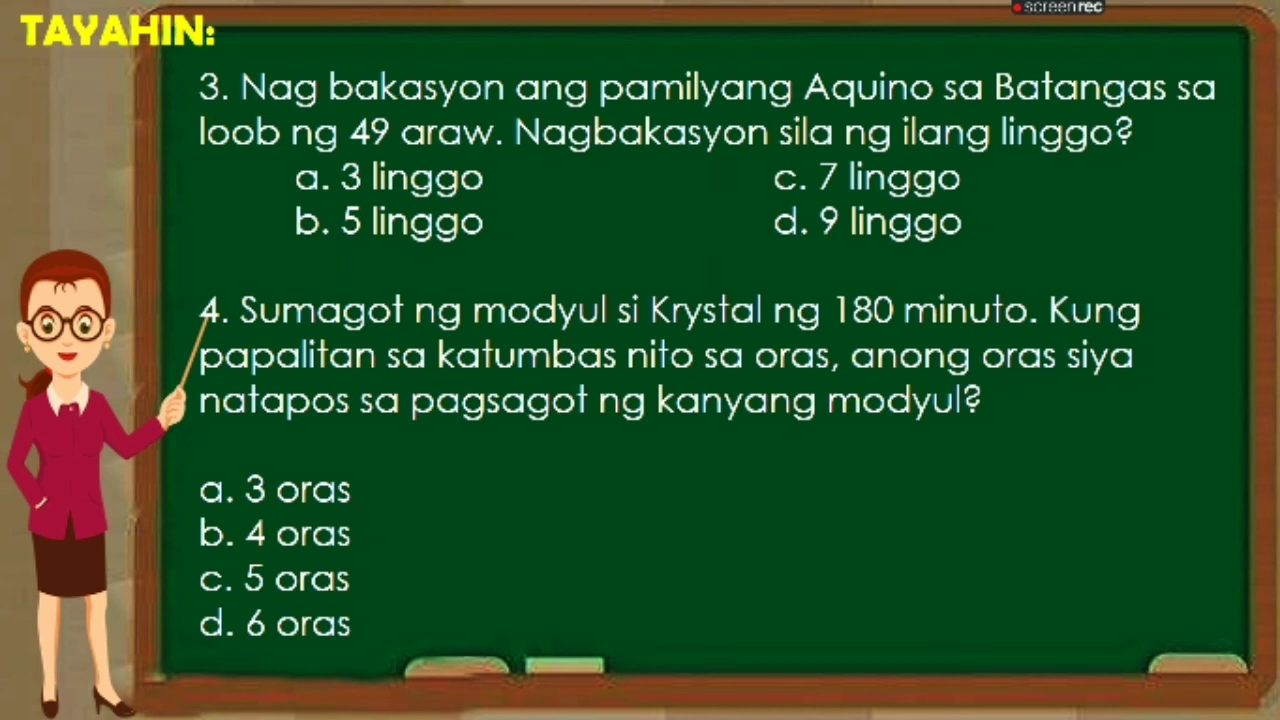 screenrec
TAYAHIN:
3. Nag bakasyon ang pamilyang Aquino sa Batangas sa
loob ng 49 araw. Nagbakasyon sila ng ilang linggo?
a. 3 linggo c. 7 linggo
b. 5 linggo d. 9 linggo
4. Sumagot ng modyul si Krystal ng 180 minuto. Kung
papalitan sa katumbas nito sa oras, anong oras siya
natapos sa pagsagot ng kanyang modyul?
a. 3 oras
b. 4 oras
c. 5 oras
d. 6 oras